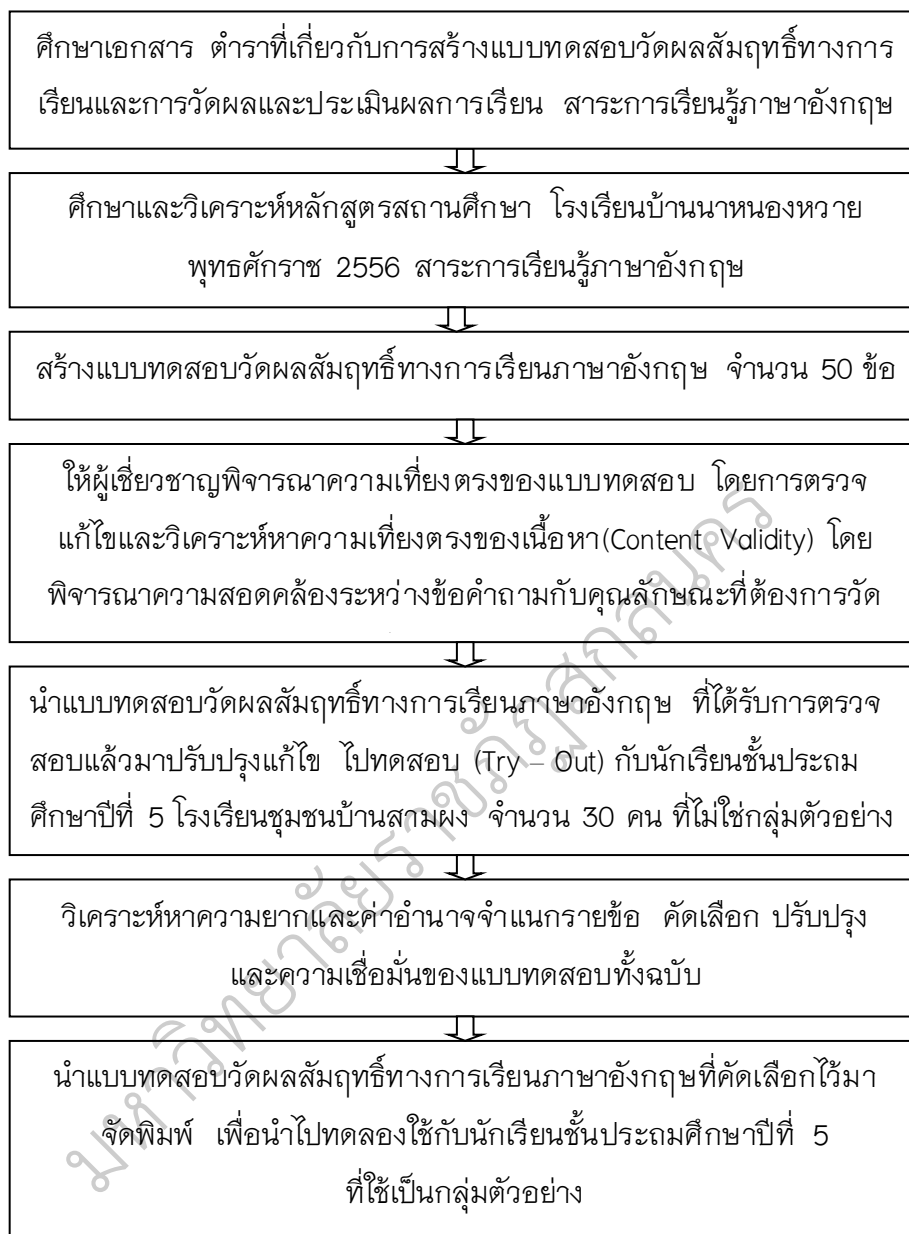 ศึกษาเอกสาร ตำราที่เกี่ยวกับการสร้างแบบทดสอบวัดผลสัมฤทธิ์ทางการ
เรียนและการวัดผลและประเมินผลการเรียน สาระการเรียนรู้ภาษาอังกฤษ
ศึกษาและวิเคราะห์หลักสูตรสถานศึกษา โรงเรียนบ้านนาหนองหวาย
พุทธศักราช 2556 สาระการเรียนรู้ภาษาอังกฤษ
สร้างแบบทดสอบวัดผลสัมฤทธิ์ทางการเรียนภาษาอังกฤษ จำนวน 50 ข้อ
ให้ผู้เชี่ยวชาญพิจารณาความเที่ยงตรงของแบบทดสอบ โดยการตรวจ
แก้ไขและวิเคราะห์หาความเที่ยงตรงของเนื้อหา(Content Validity) โดย
พิจารณาความสอดคล้องระหว่างข้อคำถามกับคุณลักษณะที่ต้องการวัด
นำแบบทดสอบวัดผลสัมฤทธิ์ทางการเรียนภาษาอังกฤษ ที่ได้รับการตรวจ
สอบแล้วมาปรับปรุงแก้ไข ไปทดสอบ (Try – Out) กับนักเรียนชั้นประถม
ศึกษาปีที่ 5 โรงเรียนชุมชนบ้านสามผง จำนวน 30 คน ที่ไม่ใช่กลุ่มตัวอย่าง
วิเคราะห์หาความยากและค่าอำนาจจำแนกรายข้อ คัดเลือก ปรับปรุง
และความเชื่อมั่นของแบบทดสอบทั้งฉบับ
นำแบบทดสอบวัดผลสัมฤทธิ์ทางการเรียนภาษาอังกฤษที่คัดเลือกไว้มา
จัดพิมพ์ เพื่อนำไปทดลองใช้กับนักเรียนชั้นประถมศึกษาปีที่ 5
ที่ใช้เป็นกลุ่มตัวอย่าง
มหาวิทยาลัยราชภัฏสกลนคร